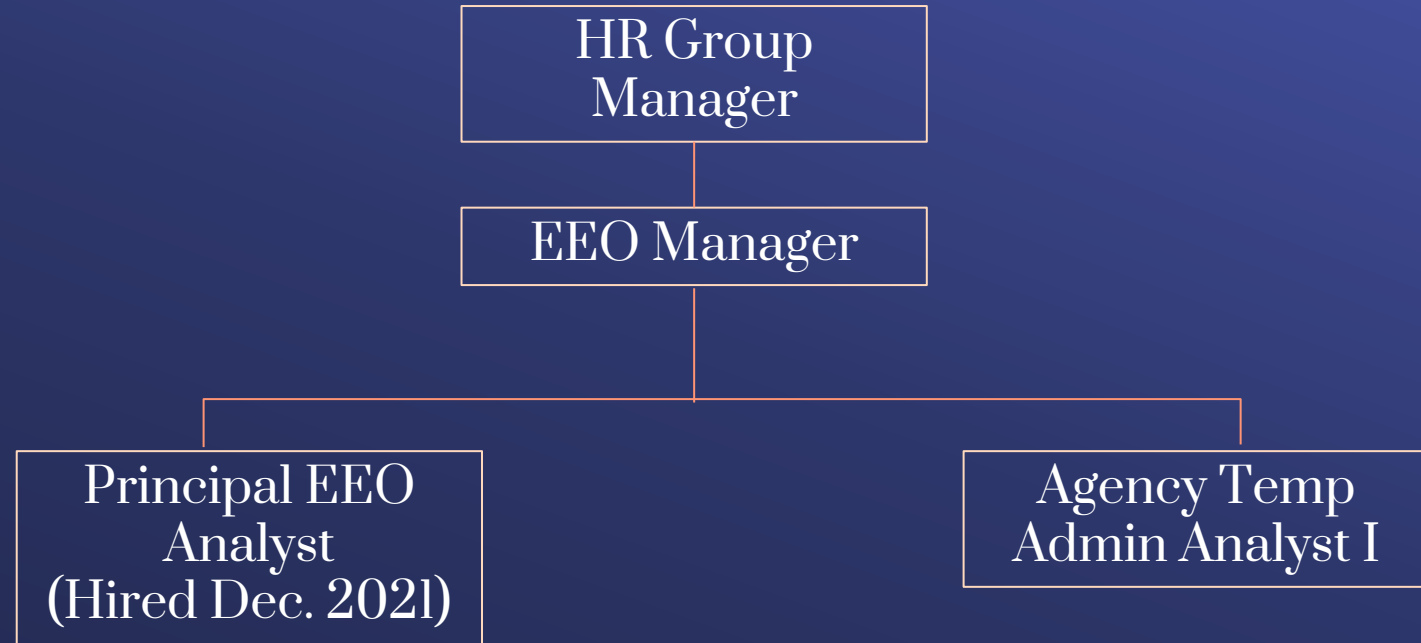 HR Group
Manager
EEO Manager
Principal EEO
Analyst
(Hired Dec. 2021)
Agency Temp
Admin Analyst I